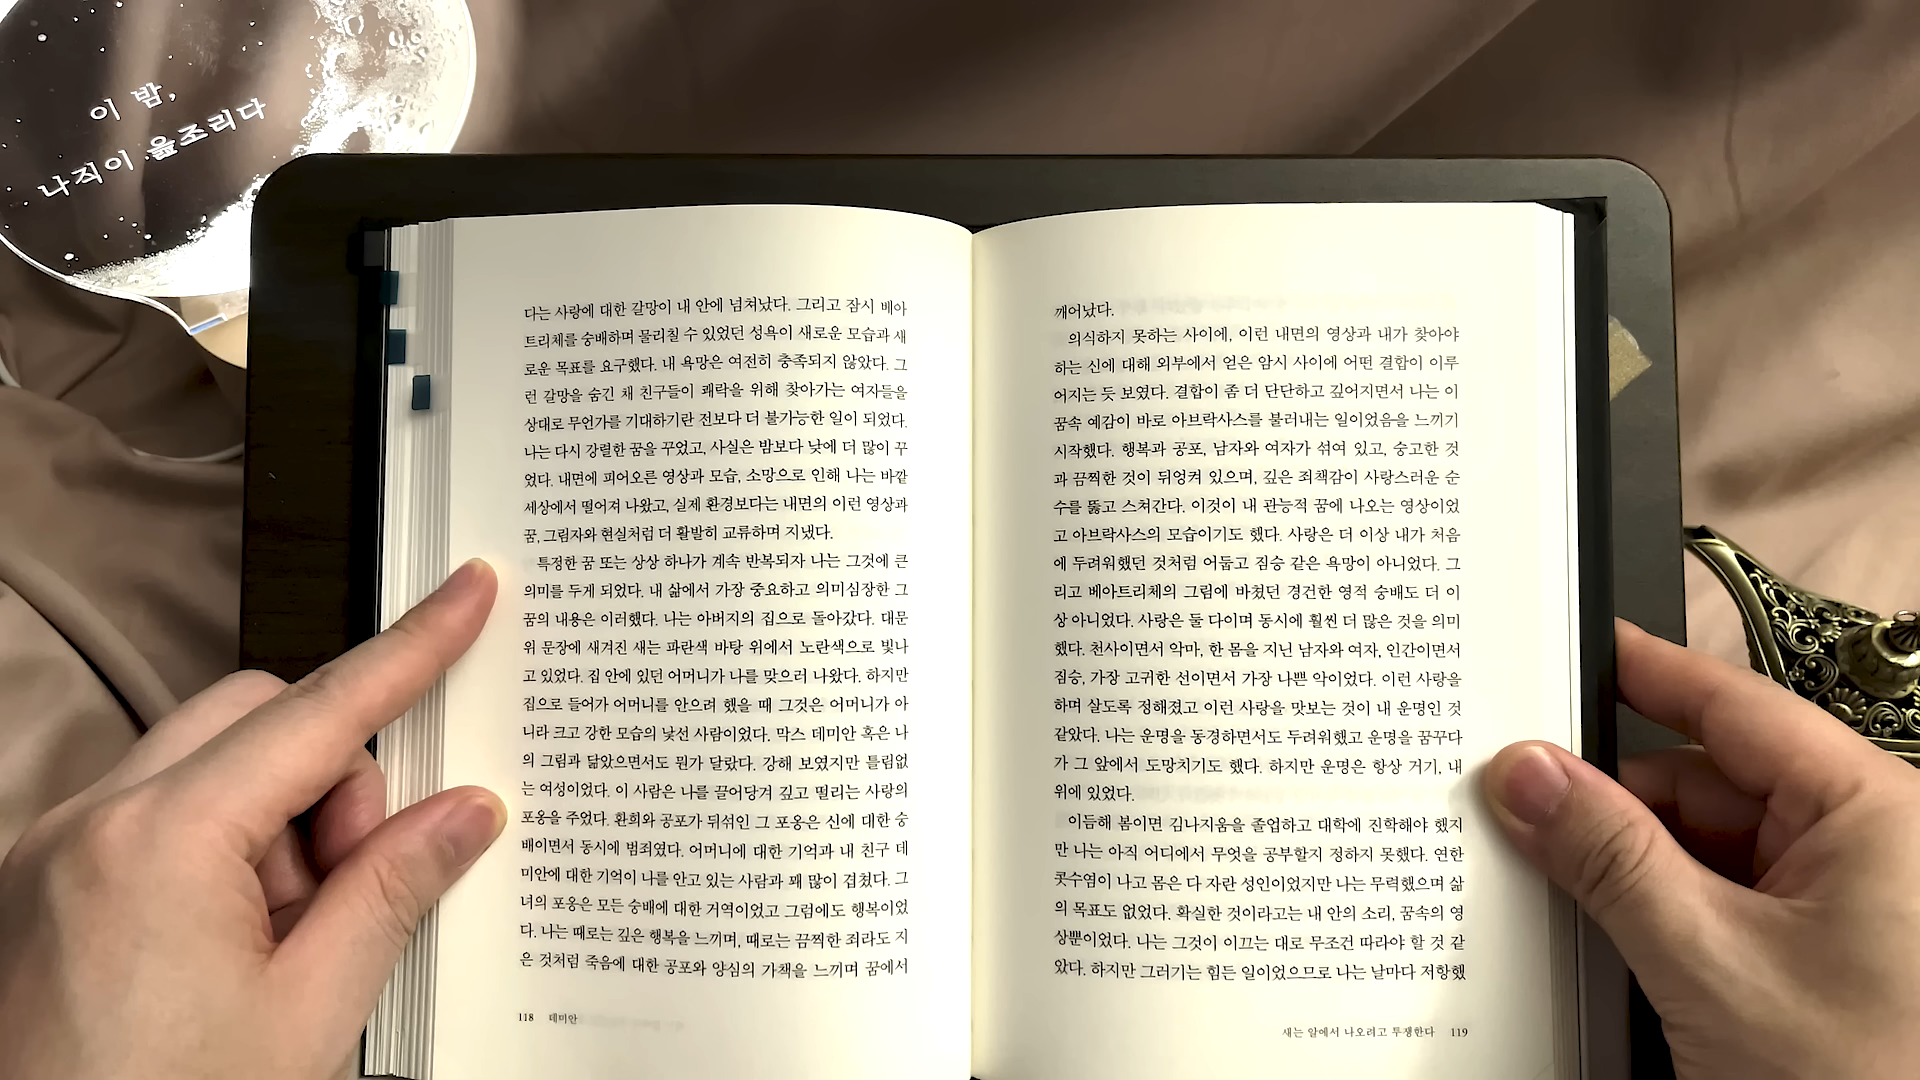 이 밤,
나직이 읊조리다
다는 사랑에 대한 갈망이 내 안에 넘쳐났다. 그리고 잠시 베아
트리체를 숭배하며 물리칠 수 있었던 성욕이 새로운 모습과 새
로운 목표를 요구했다. 내 욕망은 여전히 충족되지 않았다. 그
런 갈망을 숨긴 채 친구들이 쾌락을 위해 찾아가는 여자들을
상대로 무언가를 기대하기란 전보다 더 불가능한 일이 되었다.
나는 다시 강렬한 꿈을 꾸었고, 사실은 밤보다 낮에 더 많이 꾸
었다. 내면에 피어오른 영상과 모습, 소망으로 인해 나는 바깥
세상에서 떨어져 나왔고, 실제 환경보다는 내면의 이런 영상과
꿈, 그림자와 현실처럼 더 활발히 교류하며 지냈다.
특정한 꿈 또는 상상 하나가 계속 반복되자 나는 그것에 큰
의미를 두게 되었다. 내 삶에서 가장 중요하고 의미심장한 그
꿈의 내용은 이러했다. 나는 아버지의 집으로 돌아갔다. 대문
위 문장에 새겨진 새는 파란색 바탕 위에서 노란색으로 빛나
고 있었다. 집 안에 있던 어머니가 나를 맞으러 나왔다. 하지만
집으로 들어가 어머니를 안으려 했을 때 그것은 어머니가 아
니라 크고 강한 모습의 낯선 사람이었다. 막스 데미안 혹은 나
의 그림과 닮았으면서도 뭔가 달랐다. 강해 보였지만 틀림없
는 여성이었다. 이 사람은 나를 끌어당겨 깊고 떨리는 사랑의
포옹을 주었다. 환희와 공포가 뒤섞인 그 포옹은 신에 대한 숭
배이면서 동시에 범죄였다. 어머니에 대한 기억과 내 친구 데
미안에 대한 기억이 나를 안고 있는 사람과 꽤 많이 겹쳤다. 그
녀의 포옹은 모든 숭배에 대한 거역이었고 그럼에도 행복이었
다. 나는 때로는 깊은 행복을 느끼며, 때로는 끔찍한 죄라도 지
은 것처럼 죽음에 대한 공포와 양심의 가책을 느끼며 꿈에서
118 데미안
깨어났다.
의식하지 못하는 사이에, 이런 내면의 영상과 내가 찾아야
하는 신에 대해 외부에서 얻은 암시 사이에 어떤 결합이 이루
어지는 듯 보였다. 결합이 좀 더 단단하고 깊어지면서 나는 이
꿈속 예감이 바로 아브락사스를 불러내는 일이었음을 느끼기
시작했다. 행복과 공포, 남자와 여자가 섞여 있고, 숭고한 것
과 끔찍한 것이 뒤엉켜 있으며, 깊은 죄책감이 사랑스러운 순
수를 뚫고 스쳐간다. 이것이 내 관능적 꿈에 나오는 영상이었
고 아브락사스의 모습이기도 했다. 사랑은 더 이상 내가 처음
에 두려워했던 것처럼 어둡고 짐승 같은 욕망이 아니었다. 그
리고 베아트리체의 그림에 바쳤던 경건한 영적 숭배도 더 이
상 아니었다. 사랑은 둘 다이며 동시에 훨씬 더 많은 것을 의미
했다. 천사이면서 악마, 한 몸을 지닌 남자와 여자, 인간이면서
짐승, 가장 고귀한 선이면서 가장 나쁜 악이었다. 이런 사랑을
하며 살도록 정해졌고 이런 사랑을 맛보는 것이 내 운명인 것
같았다. 나는 운명을 동경하면서도 두려워했고 운명을 꿈꾸다
가 그 앞에서 도망치기도 했다. 하지만 운명은 항상 거기, 내
위에 있었다.
이듬해 봄이면 김나지움을 졸업하고 대학에 진학해야 했지
만 나는 아직 어디에서 무엇을 공부할지 정하지 못했다. 연한
콧수염이 나고 몸은 다 자란 성인이었지만 나는 무력했으며 삶
의 목표도 없었다. 확실한 것이라고는 내 안의 소리, 꿈속의 영
상뿐이었다. 나는 그것이 이끄는 대로 무조건 따라야 할 것 같
았다. 하지만 그러기는 힘든 일이었으므로 나는 날마다 저항했
새는 알에서 나오려고 투쟁한다 119